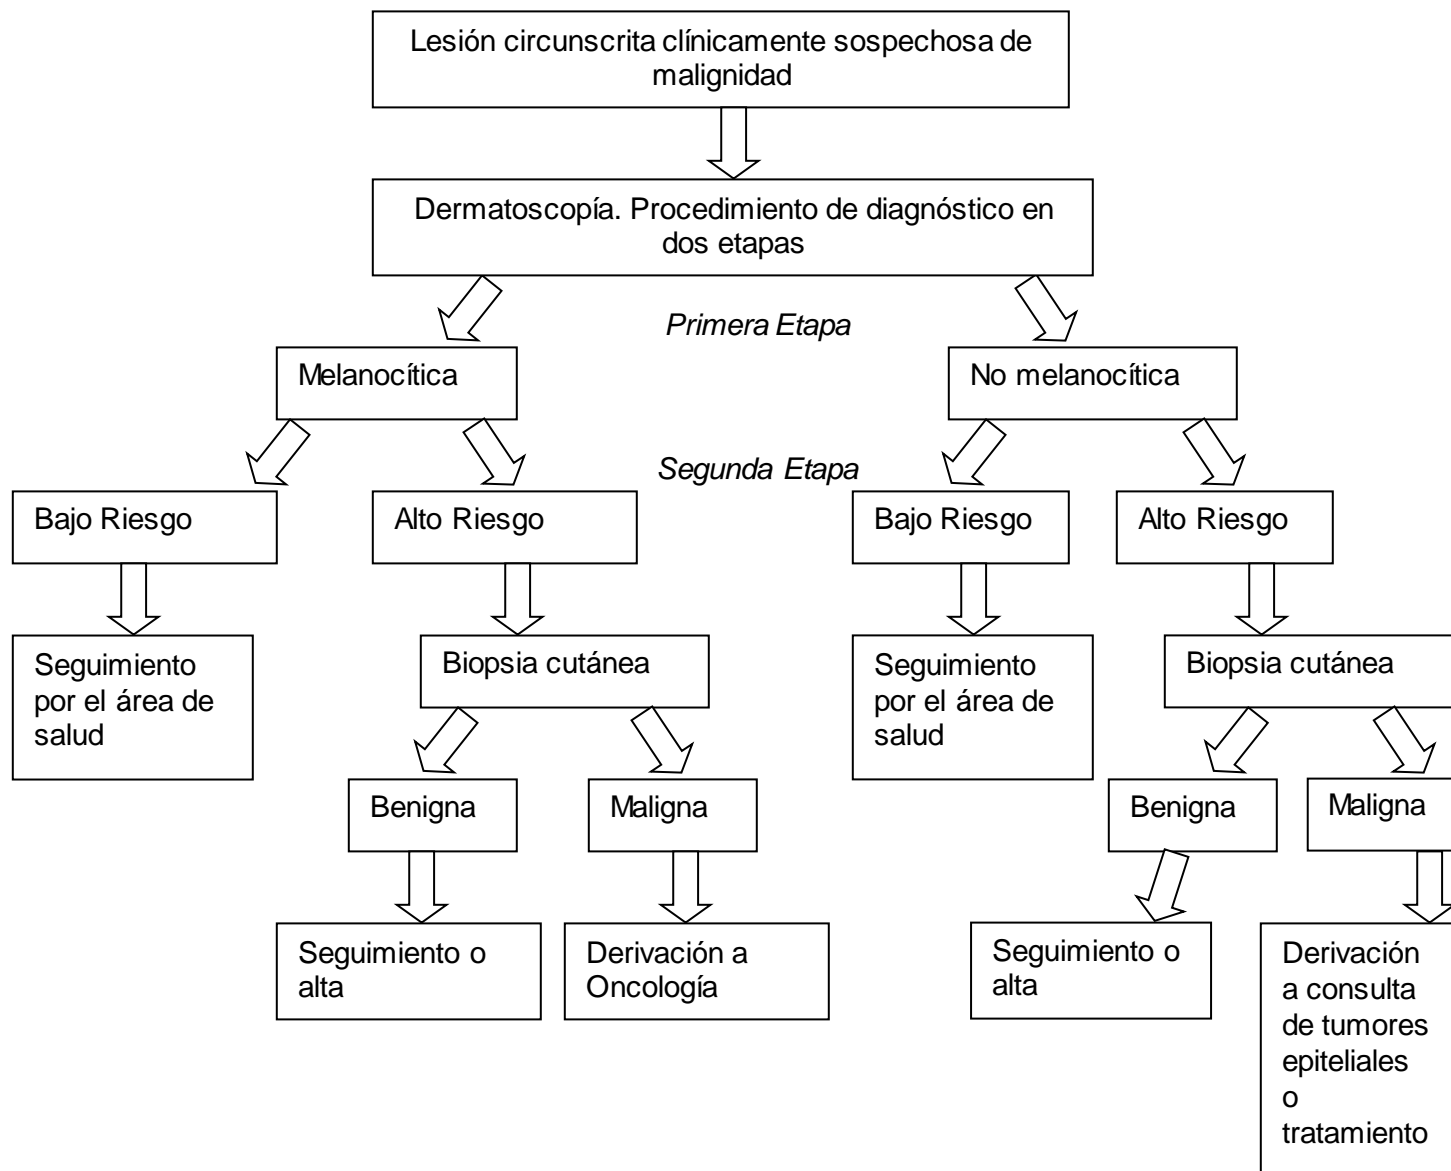 Lesión circunscrita clínicamente sospechosa de
malignidad
Dermatoscopía. Procedimiento de diagnóstico en
dos etapas
Primera Etapa
Melanocítica
No melanocítica
Segunda Etapa
Bajo Riesgo
Alto Riesgo
Bajo Riesgo
Alto Riesgo
Seguimiento
por el área de
salud
Biopsia cutánea
Seguimiento
por el área de
salud
Biopsia cutánea
Benigna
Maligna
Benigna
Maligna
Seguimiento o
alta
Derivación a
Oncología
Seguimiento o
alta
Derivación
a consulta
de tumores
epiteliales
o
tratamiento